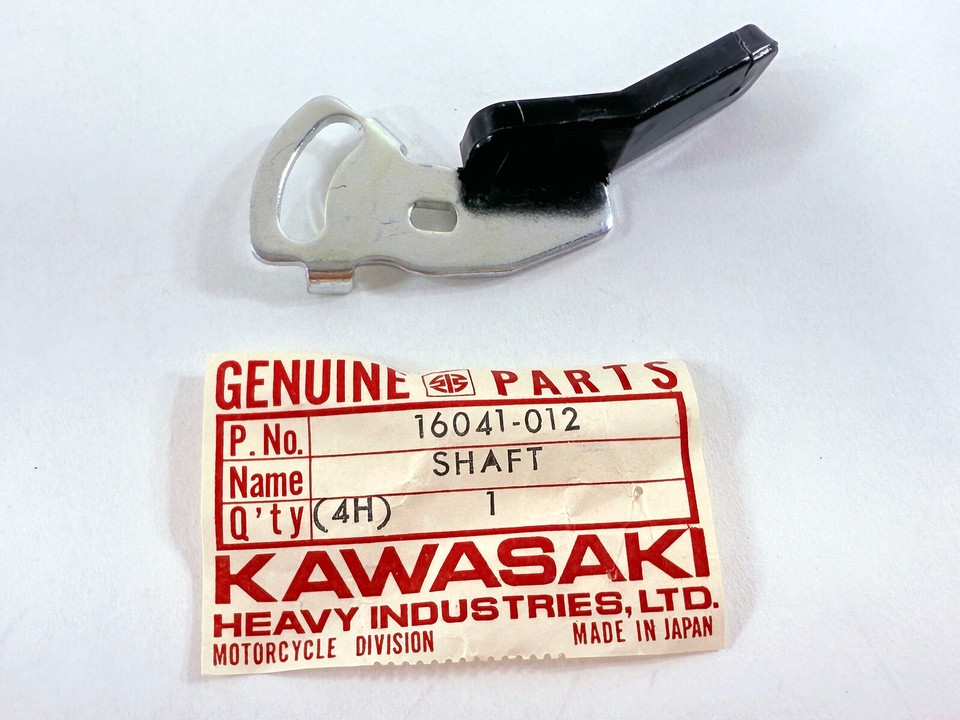 GENUINE PARTS
P. No. 16041-012
Name SHAFT
Q'ty (4H) 1
KAWASAKI
HEAVY INDUSTRIES, LTD.
MOTORCYCLE DIVISION MADE IN JAPAN